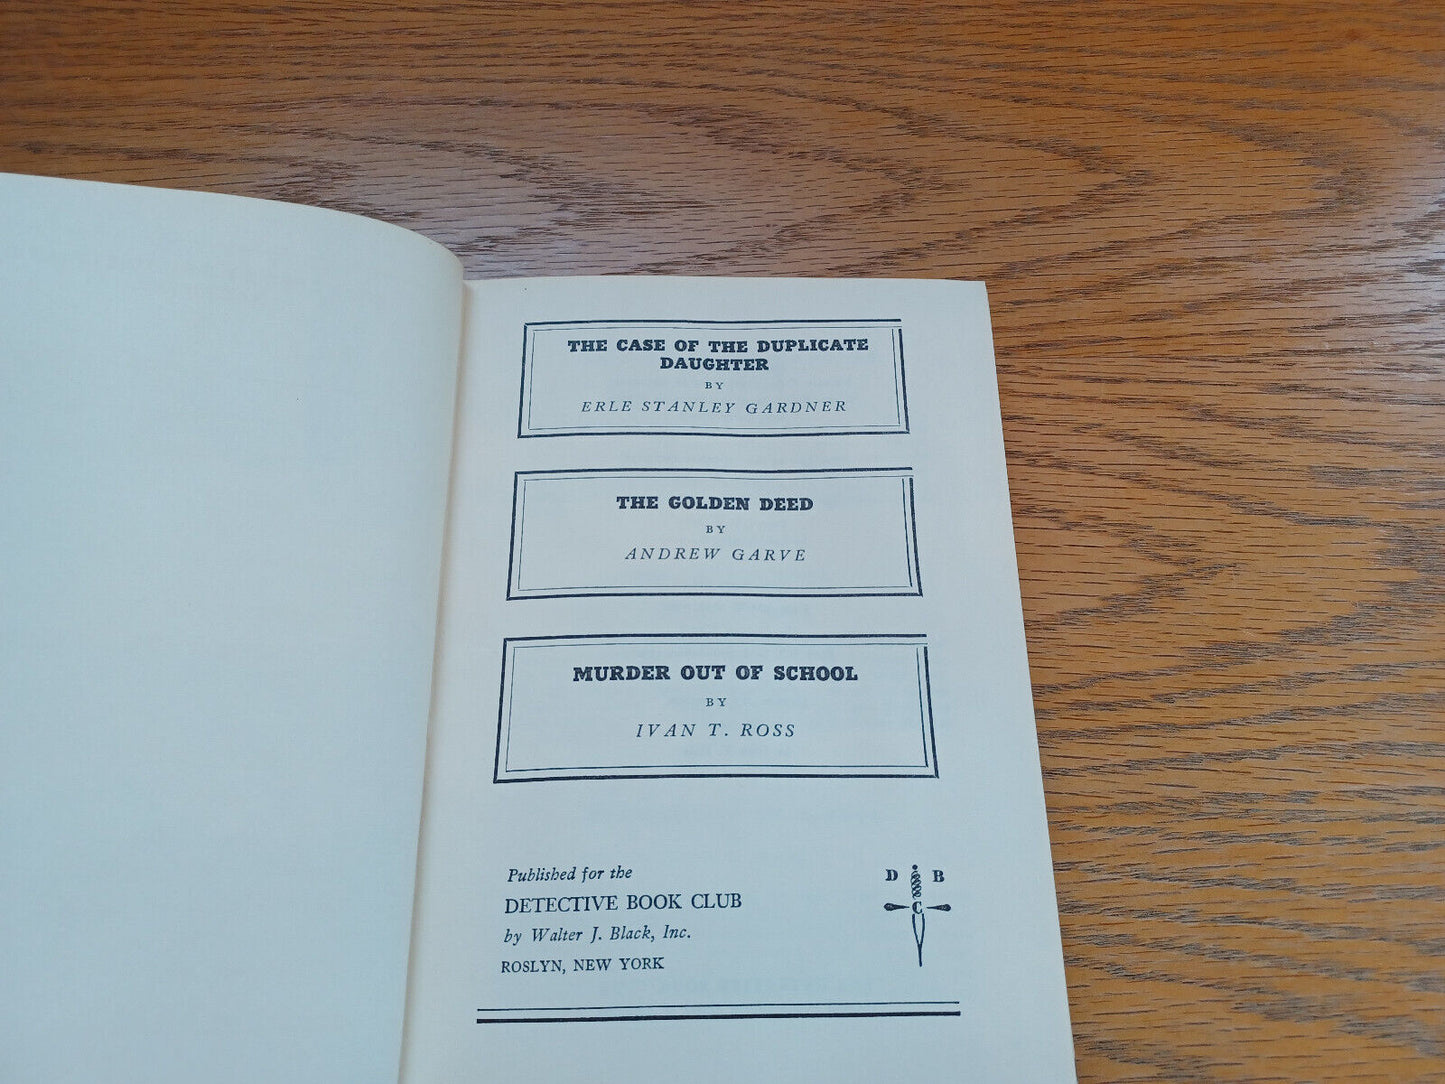 THE CASE OF THE DUPLICATE
DAUGHTER
BY
ERLE STANLEY GARDNER
THE GOLDEN DEED
BY
ANDREW GARVE
MURDER OUT OF SCHOOL
BY
IVAN T. ROSS
Published for the
DETECTIVE BOOK CLUB
by Walter J. Black, Inc.
ROSLYN, NEW YORK
D B
C